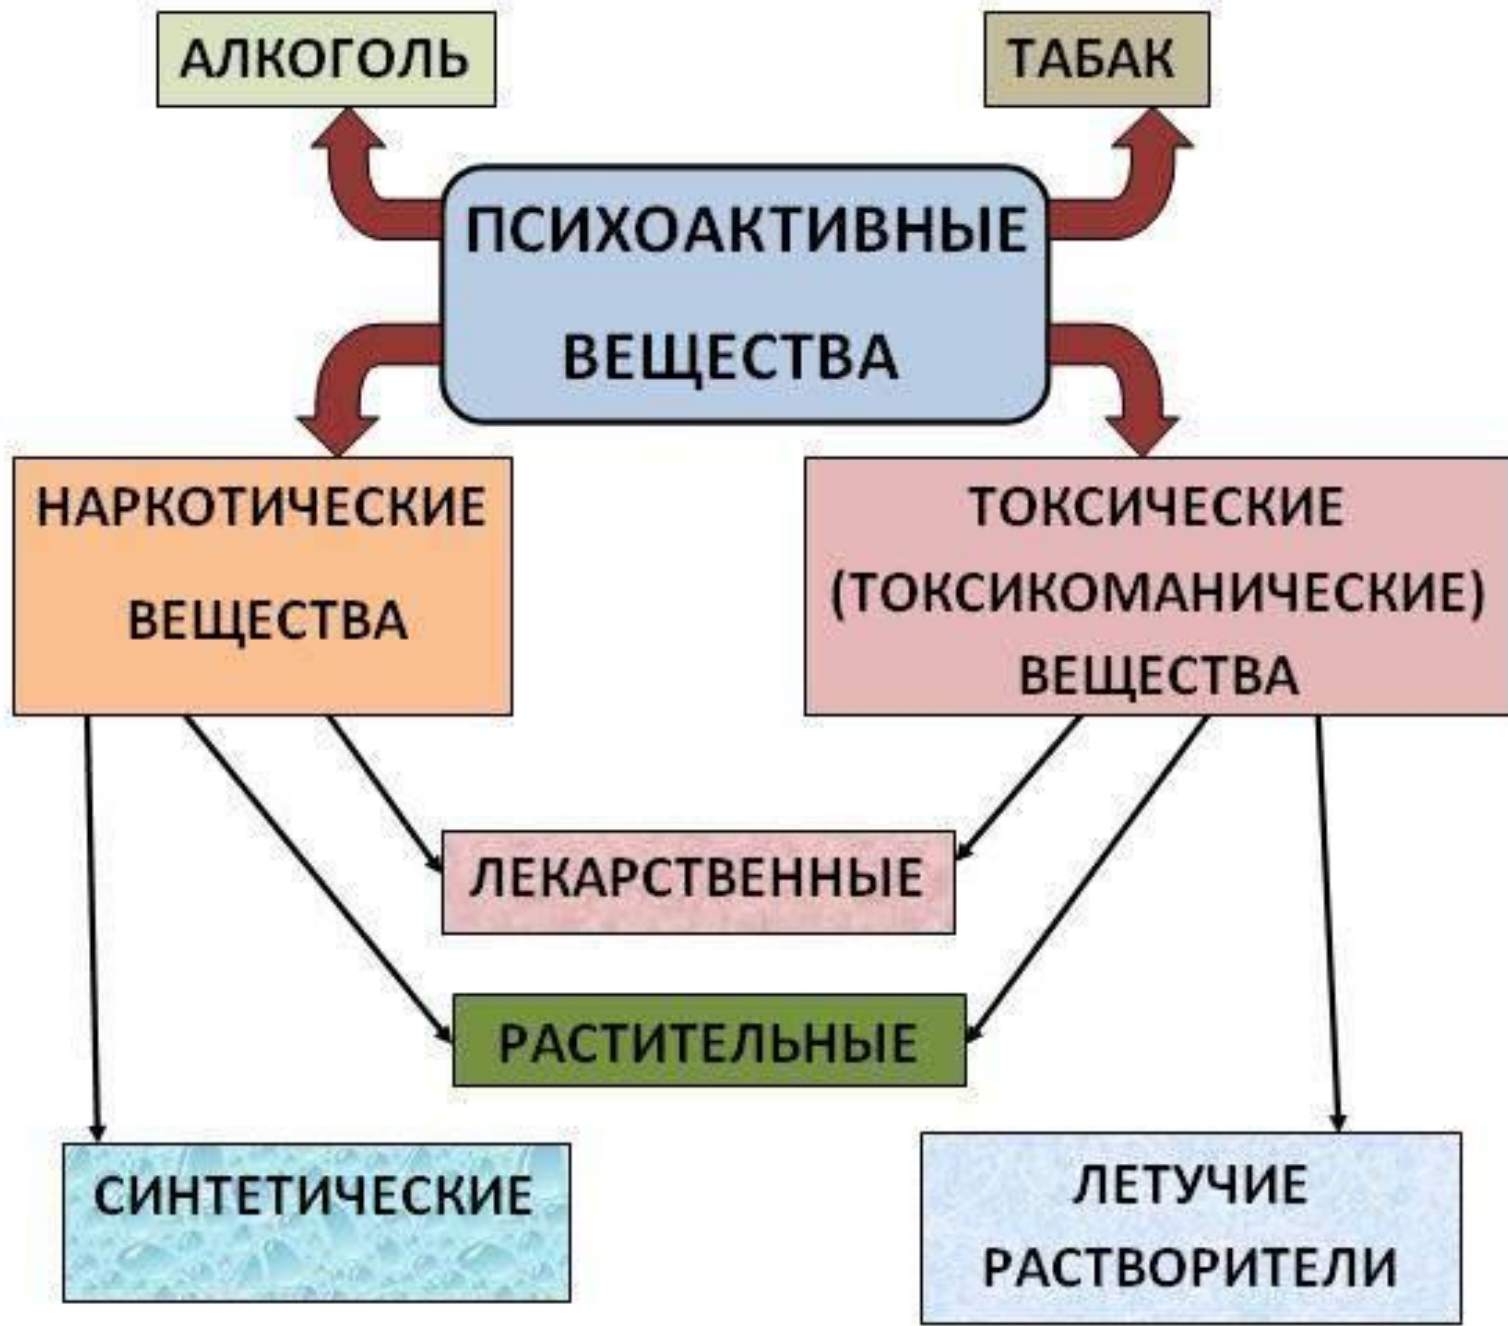 АЛКОГОЛЬ
ТАБАК
ПСИХОАКТИВНЫЕ
ВЕЩЕСТВА
НАРКОТИЧЕСКИЕ
ВЕЩЕСТВА
ТОКСИЧЕСКИЕ
(ТОКСИКОМАНИЧЕСКИЕ)
ВЕЩЕСТВА
ЛЕКАРСТВЕННЫЕ
РАСТИТЕЛЬНЫЕ
СИНТЕТИЧЕСКИЕ
ЛЕТУЧИЕ
РАСТВОРИТЕЛИ